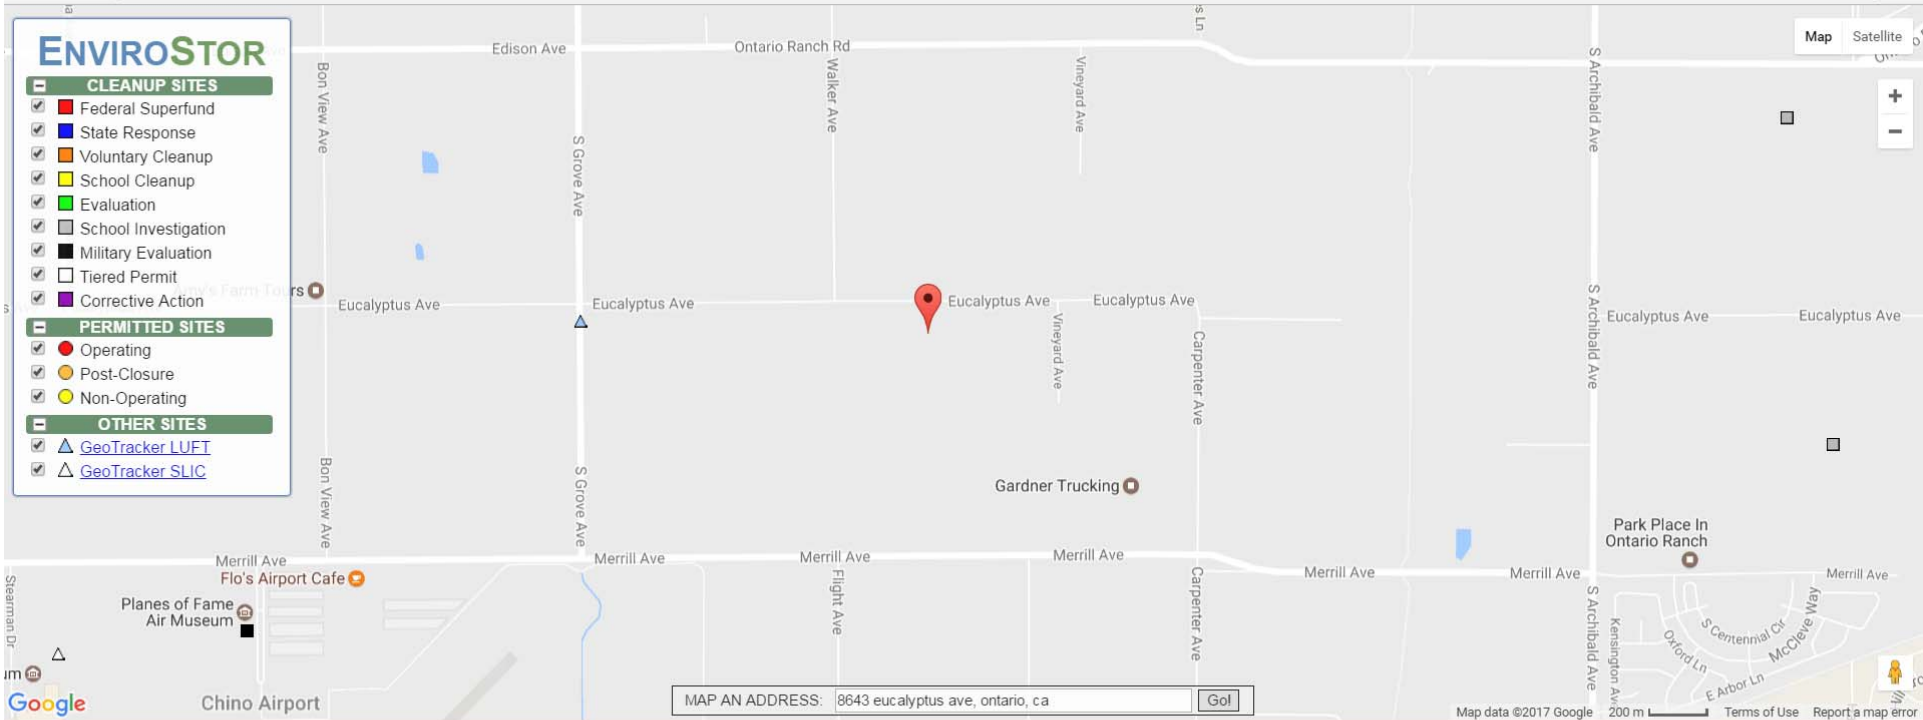 ENVIROSTOR
CLEANUP SITES
Federal Superfund
State Response
Voluntary Cleanup
School Cleanup
Evaluation
School Investigation
Military Evaluation
Tiered Permit
Corrective Action
PERMITTED SITES
Operating
Post-Closure
Non-Operating
OTHER SITES
GeoTracker LUFT
GeoTracker SLIC
Edison Ave
Ontario Ranch Rd
s Ln
Map
Satellite
+
−
Bon View Ave
S Grove Ave
Walker Ave
Vineyard Ave
S Archibald Ave
Amy's Farm Tours
Eucalyptus Ave
Eucalyptus Ave
Eucalyptus Ave
Eucalyptus Ave
Eucalyptus Ave
Eucalyptus Ave
Vineyard Ave
Carpenter Ave
S Archibald Ave
Bon View Ave
S Grove Ave
Gardner Trucking
Park Place In
Ontario Ranch
Merrill Ave
Merrill Ave
Merrill Ave
Merrill Ave
Merrill Ave
Merrill Ave
Merrill Ave
Flo's Airport Cafe
Planes of Fame
Air Museum
Stearman Dr
Flight Ave
Carpenter Ave
S Archibald Ave
Kensington Ave
Oxford Ln
S Centennial Cir
McCleve Way
E Arbor Ln
um
Chino Airport
Google
MAP AN ADDRESS: 8643 eucalyptus ave, ontario, ca Go!
Map data ©2017 Google 200 m Terms of Use Report a map error